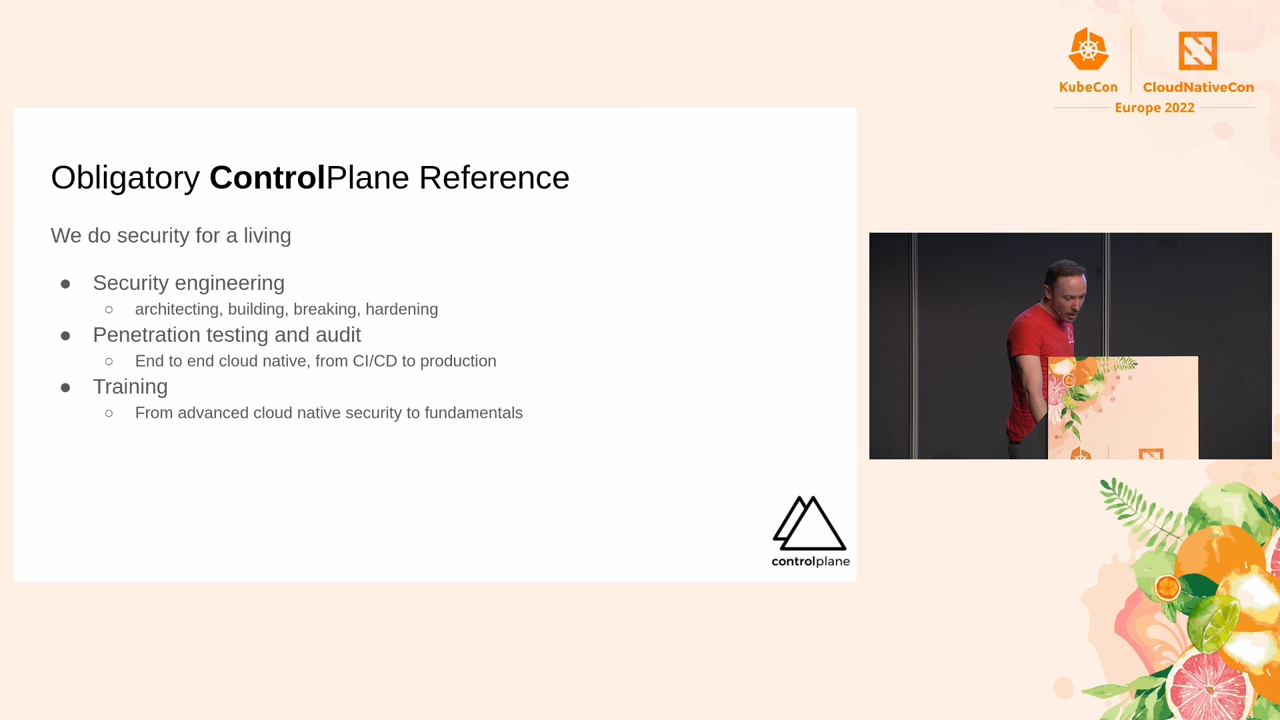 KubeCon
CloudNativeCon
Europe 2022
Obligatory ControlPlane Reference
We do security for a living
● Security engineering
○ architecting, building, breaking, hardening
● Penetration testing and audit
○ End to end cloud native, from CI/CD to production
● Training
○ From advanced cloud native security to fundamentals
controlplane